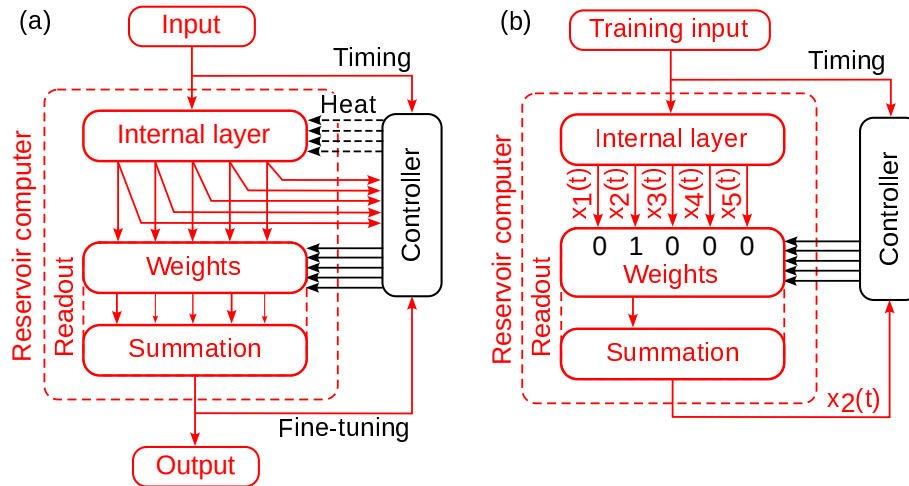 (a)
Input
Timing
Heat
Internal layer
Controller
Reservoir computer
Readout
Weights
Summation
Fine-tuning
Output
(b)
Training input
Timing
Internal layer
x1(t)
x2(t)
x3(t)
x4(t)
x5(t)
Controller
Reservoir computer
Readout
0 1 0 0 0
Weights
Summation
x2(t)